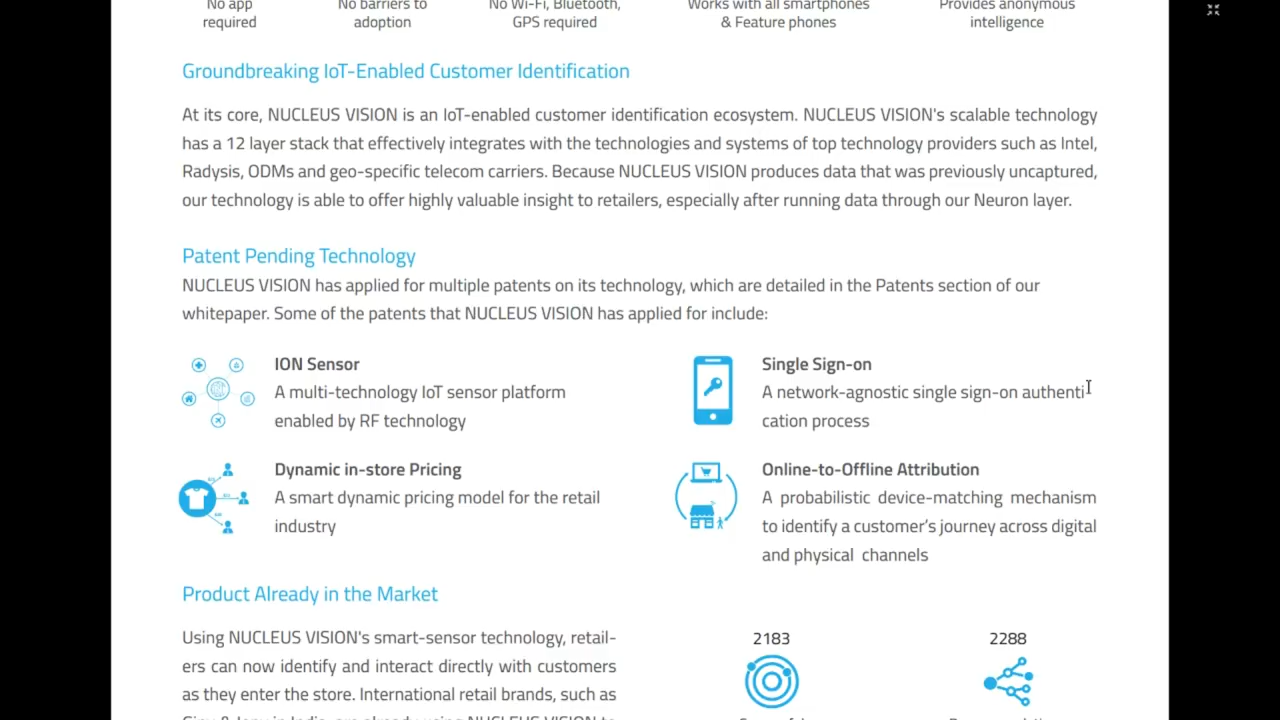 No app No barriers to No Wi-Fi, Bluetooth, Works with all smartphones Provides anonymous
required adoption GPS required & Feature phones intelligence
Groundbreaking IoT-Enabled Customer Identification
At its core, NUCLEUS VISION is an IoT-enabled customer identification ecosystem. NUCLEUS VISION's scalable technology
has a 12 layer stack that effectively integrates with the technologies and systems of top technology providers such as Intel,
Radysis, ODMs and geo-specific telecom carriers. Because NUCLEUS VISION produces data that was previously uncaptured,
our technology is able to offer highly valuable insight to retailers, especially after running data through our Neuron layer.
Patent Pending Technology
NUCLEUS VISION has applied for multiple patents on its technology, which are detailed in the Patents section of our
whitepaper. Some of the patents that NUCLEUS VISION has applied for include:
ION Sensor
A multi-technology IoT sensor platform
enabled by RF technology
Single Sign-on
A network-agnostic single sign-on authenti
cation process
Dynamic in-store Pricing
A smart dynamic pricing model for the retail
industry
Online-to-Offline Attribution
A probabilistic device-matching mechanism
to identify a customer's journey across digital
and physical channels
Product Already in the Market
Using NUCLEUS VISION's smart-sensor technology, retail-
ers can now identify and interact directly with customers
as they enter the store. International retail brands, such as
2183
2288